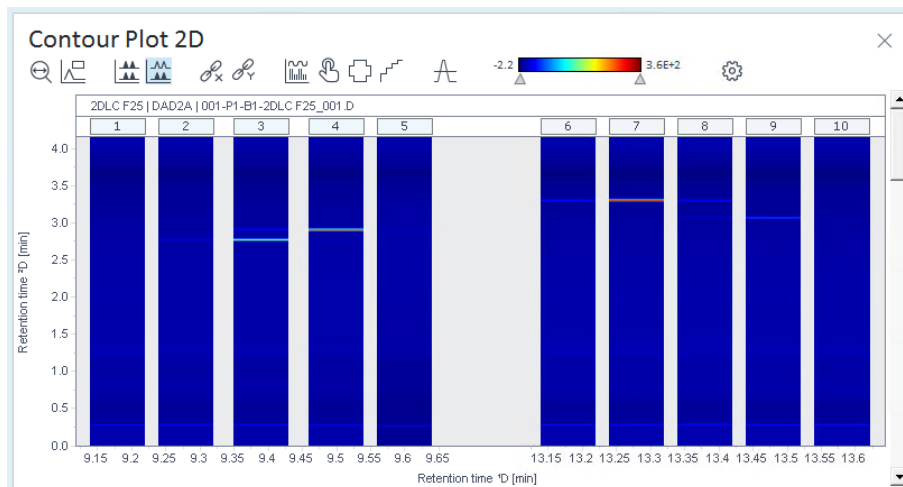 Contour Plot 2D
-2.2 3.6E+2
2DLC F25 | DAD2A | 001-P1-B1-2DLC F25_001.D
1 2 3 4 5 6 7 8 9 10
4.0
3.5
3.0
2.5
2.0
1.5
1.0
0.5
0.0
Retention time ²D [min]
9.15 9.2 9.25 9.3 9.35 9.4 9.45 9.5 9.55 9.6 9.65 13.15 13.2 13.25 13.3 13.35 13.4 13.45 13.5 13.55 13.6
Retention time ¹D [min]